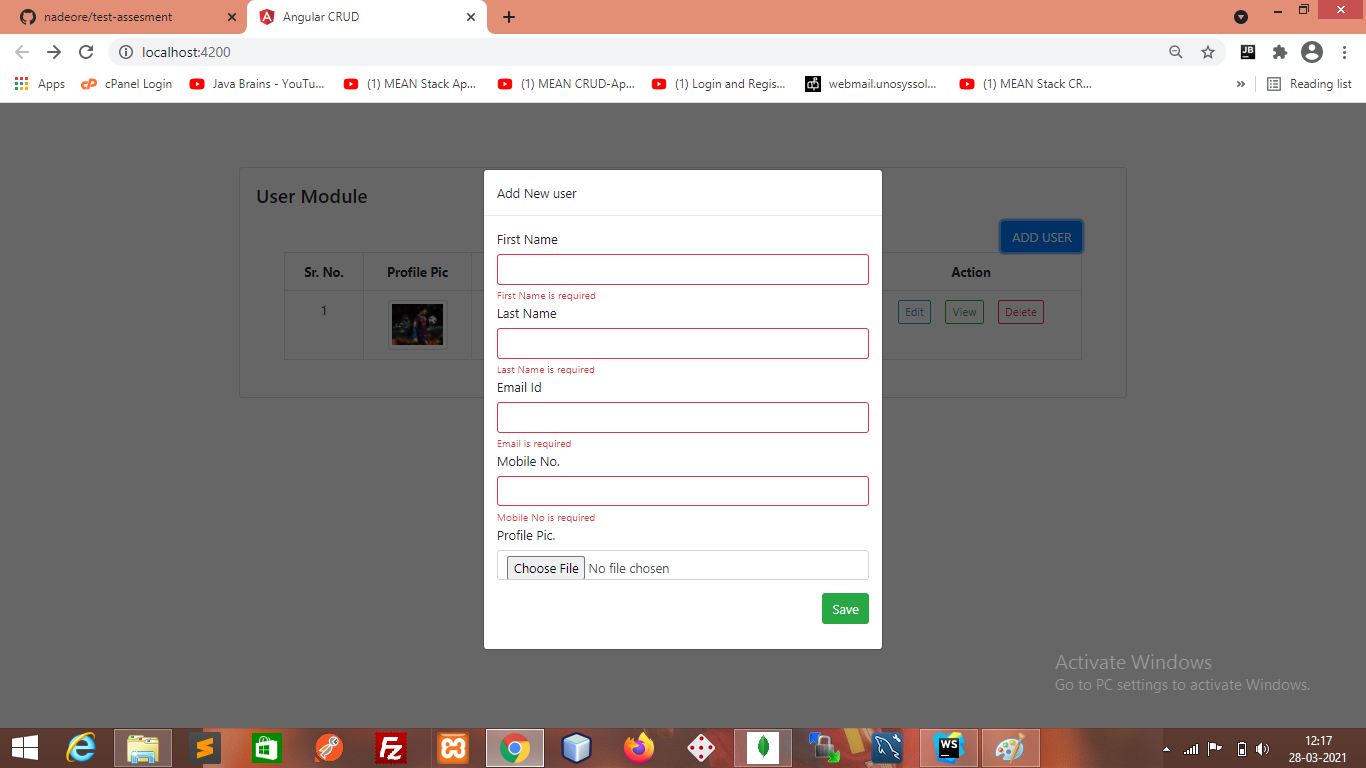 nadeore/test-assesment
Angular CRUD
localhost:4200
JB
Apps
cPanel Login
Java Brains - YouTu...
(1) MEAN Stack Ap...
(1) MEAN CRUD-Ap...
(1) Login and Regis...
webmail.unosyssol...
(1) MEAN Stack CR...
»
Reading list
User Module
ADD USER
Sr. No.
Profile Pic
Action
1
Edit
View
Delete
Add New user
First Name
First Name is required
Last Name
Last Name is required
Email Id
Email is required
Mobile No.
Mobile No is required
Profile Pic.
Choose File
No file chosen
Save
Activate Windows
Go to PC settings to activate Windows.
Fz
WS
12:17
28-03-2021